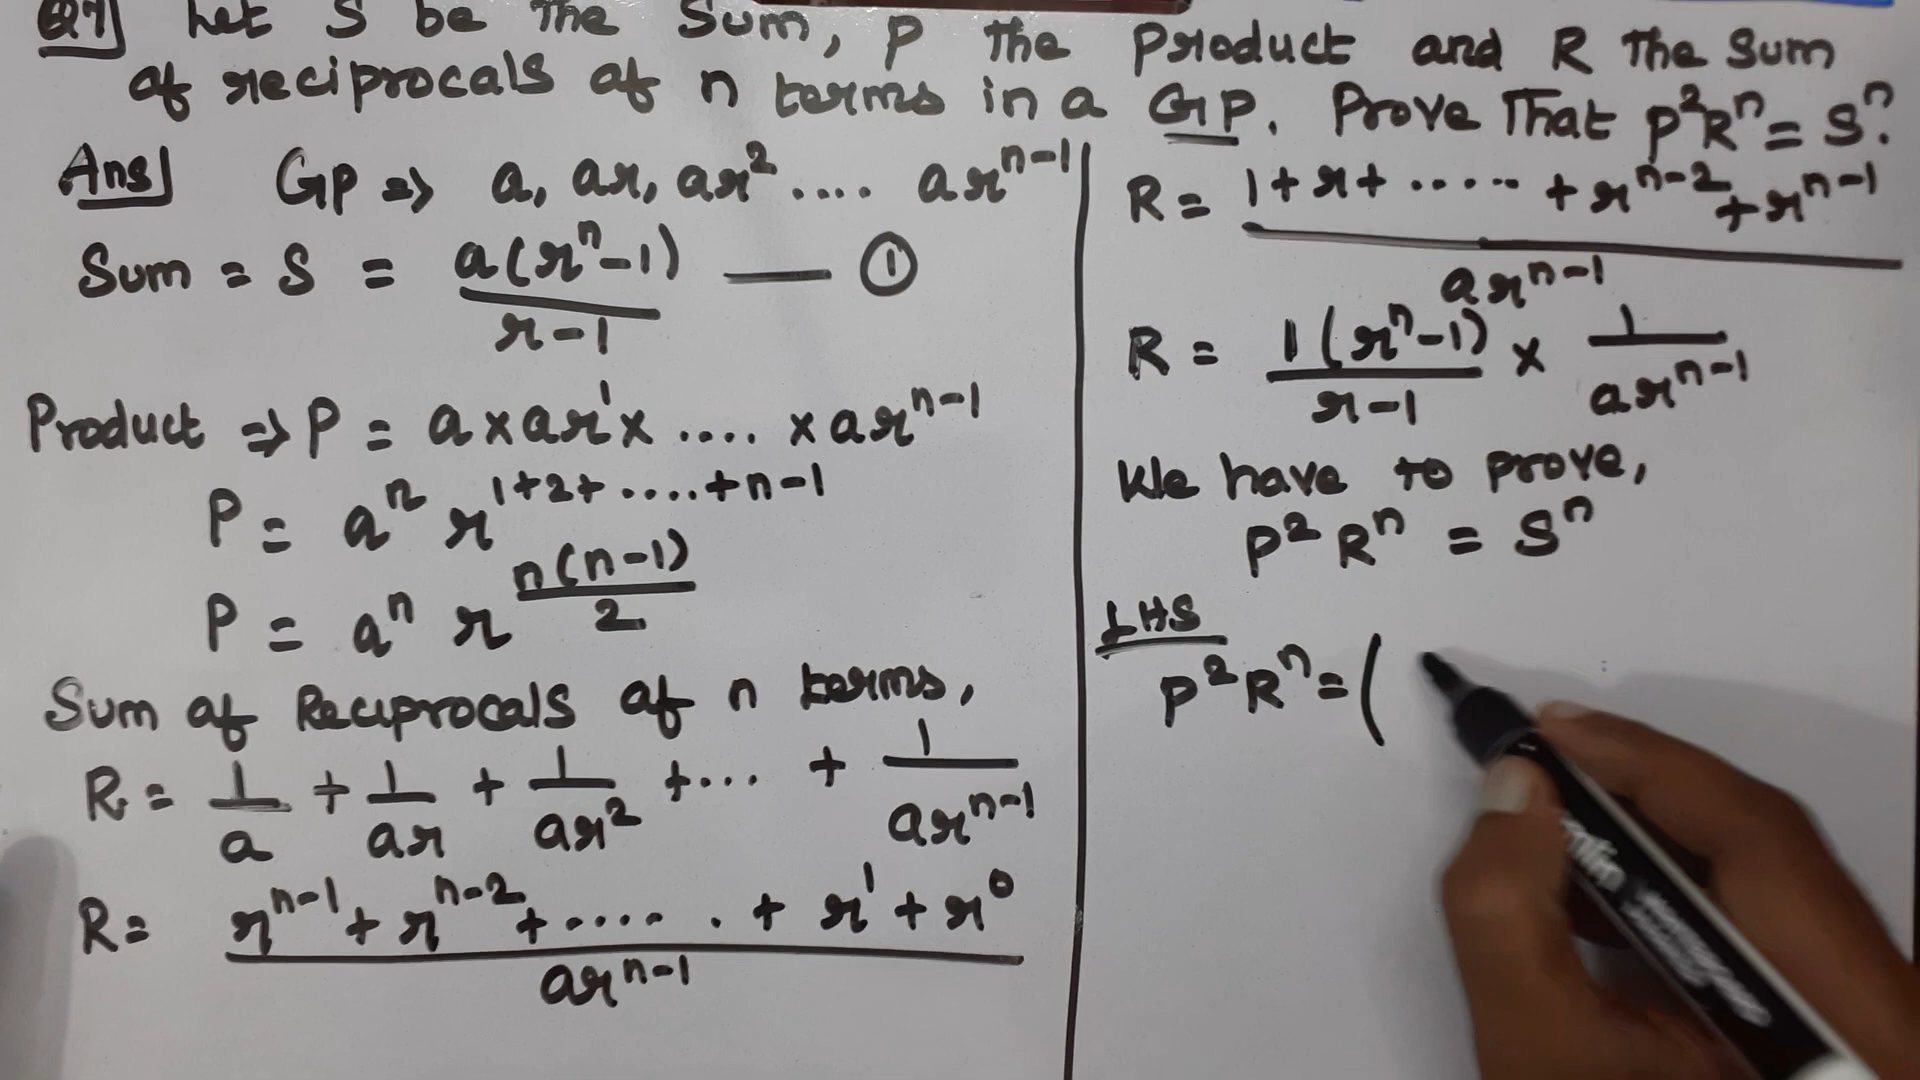 Q7] Let S be the Sum, P the Product and R the Sum
of reciprocals of n terms in a GP. Prove That P²Rⁿ = Sⁿ.
Ans] GP => a, ar, ar² .... arⁿ⁻¹
Sum = S = a(rⁿ-1) / r-1 —— ①
Product => P = a x ar¹ x .... x arⁿ⁻¹
P = aⁿ r^(1+2+....+n-1)
P = aⁿ r^(n(n-1)/2)
Sum of Reciprocals of n terms,
R = 1/a + 1/ar + 1/ar² + ... + 1/arⁿ⁻¹
R = rⁿ⁻¹ + rⁿ⁻² + ..... . + r¹ + r⁰ / arⁿ⁻¹
R = 1 + r + ...... + rⁿ⁻² + rⁿ⁻¹ / arⁿ⁻¹
R = 1(rⁿ-1) / r-1 x 1 / arⁿ⁻¹
We have to prove,
P² Rⁿ = Sⁿ
LHS
P² Rⁿ = (